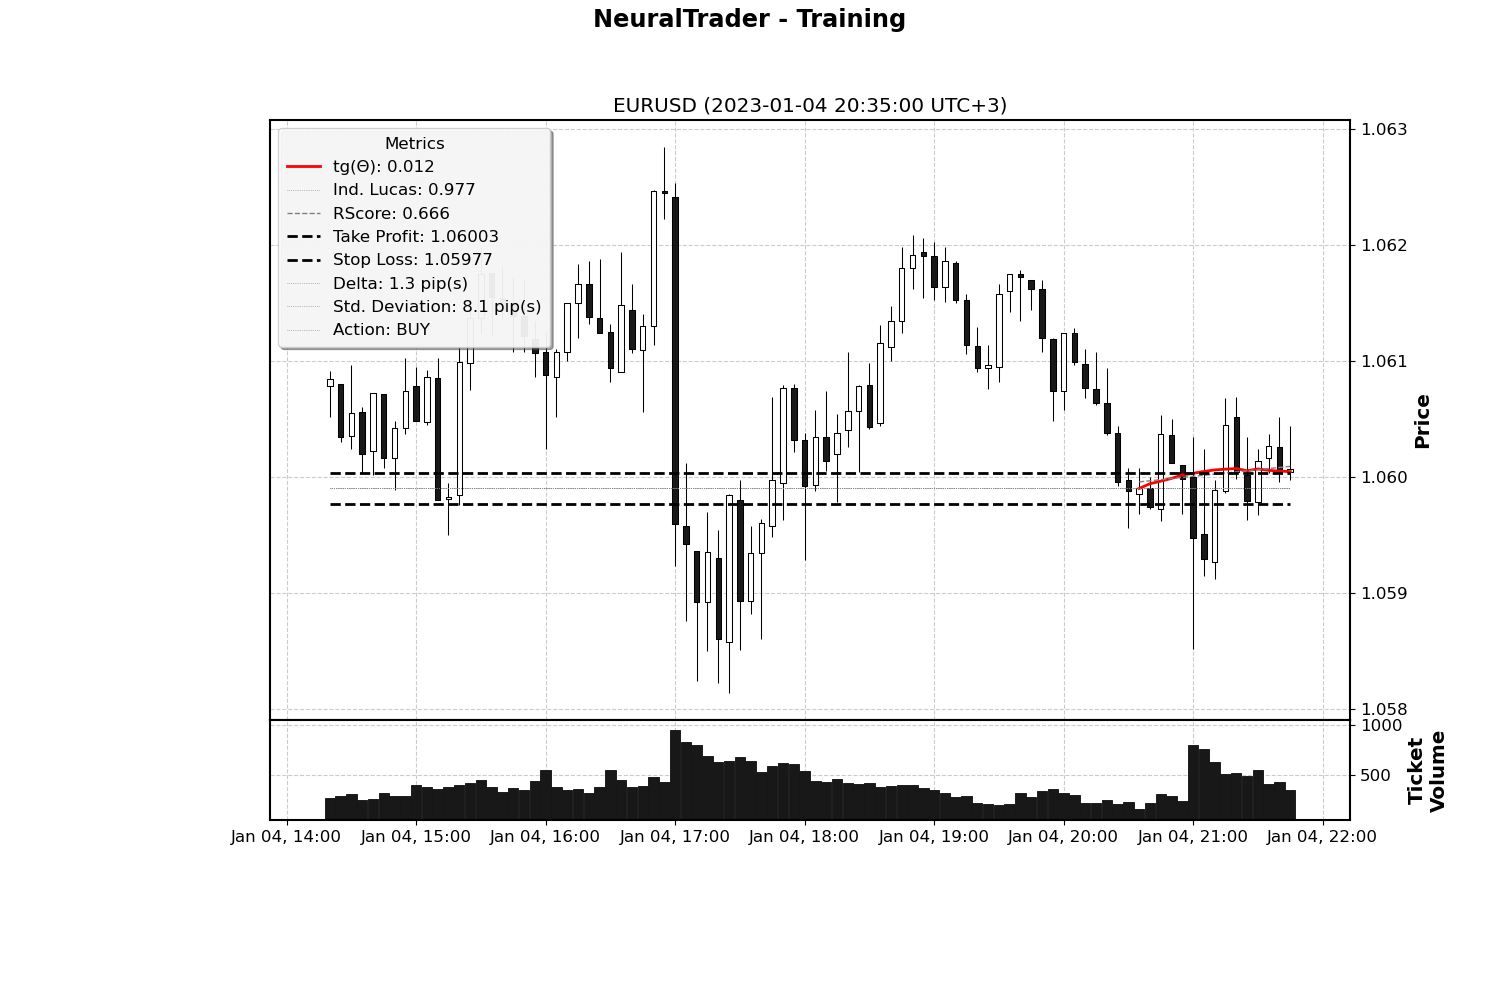 NeuralTrader - Training
EURUSD (2023-01-04 20:35:00 UTC+3)
Metrics
tg(Θ): 0.012
Ind. Lucas: 0.977
RScore: 0.666
Take Profit: 1.06003
Stop Loss: 1.05977
Delta: 1.3 pip(s)
Std. Deviation: 8.1 pip(s)
Action: BUY
1.063
1.062
1.061
1.060
1.059
1.058
Price
1000
500
Ticket
Volume
Jan 04, 14:00 Jan 04, 15:00 Jan 04, 16:00 Jan 04, 17:00 Jan 04, 18:00 Jan 04, 19:00 Jan 04, 20:00 Jan 04, 21:00 Jan 04, 22:00